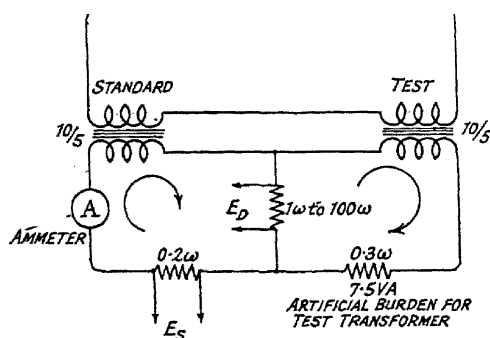 STANDARD
TEST
10/5
10/5
A
AMMETER
E_D
1ω to 100ω
0.2ω
0.3ω
7.5VA
ARTIFICIAL BURDEN FOR
TEST TRANSFORMER
E_S